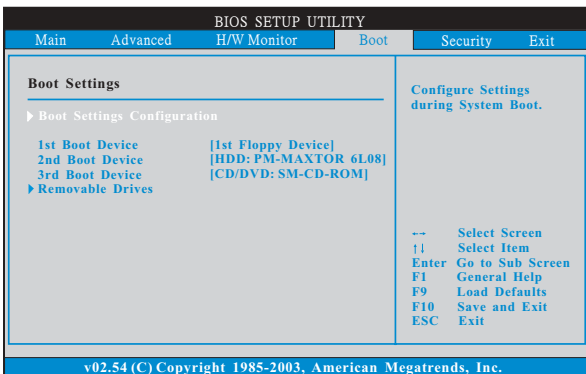 BIOS SETUP UTILITY
Main Advanced H/W Monitor Boot Security Exit
Boot Settings
Boot Settings Configuration
1st Boot Device [1st Floppy Device]
2nd Boot Device [HDD: PM-MAXTOR 6L08]
3rd Boot Device [CD/DVD: SM-CD-ROM]
Removable Drives
Configure Settings
during System Boot.
←→ Select Screen
↑↓ Select Item
Enter Go to Sub Screen
F1 General Help
F9 Load Defaults
F10 Save and Exit
ESC Exit
v02.54 (C) Copyright 1985-2003, American Megatrends, Inc.